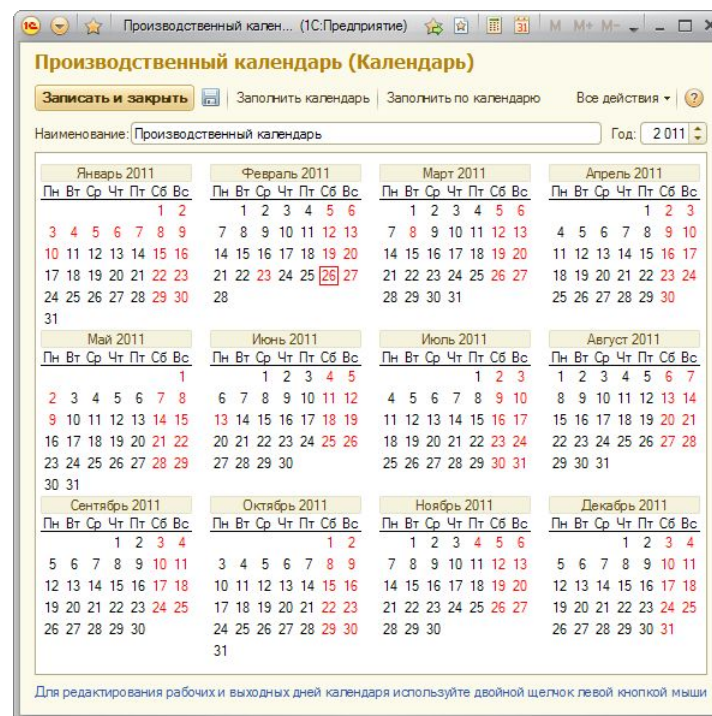 Производственный кален... (1С:Предприятие) 31 M M+ M-
Производственный календарь (Календарь)
Записать и закрыть Заполнить календарь Заполнить по календарю Все действия ?
Наименование: Производственный календарь Год: 2 011
Январь 2011 Февраль 2011 Март 2011 Апрель 2011
Пн Вт Ср Чт Пт Сб Вс Пн Вт Ср Чт Пт Сб Вс Пн Вт Ср Чт Пт Сб Вс Пн Вт Ср Чт Пт Сб Вс
1 2 1 2 3 4 5 6 1 2 3 4 5 6 1 2 3
3 4 5 6 7 8 9 7 8 9 10 11 12 13 7 8 9 10 11 12 13 4 5 6 7 8 9 10
10 11 12 13 14 15 16 14 15 16 17 18 19 20 14 15 16 17 18 19 20 11 12 13 14 15 16 17
17 18 19 20 21 22 23 21 22 23 24 25 26 27 21 22 23 24 25 26 27 18 19 20 21 22 23 24
24 25 26 27 28 29 30 28 28 29 30 31 25 26 27 28 29 30
31
Май 2011 Июнь 2011 Июль 2011 Август 2011
Пн Вт Ср Чт Пт Сб Вс Пн Вт Ср Чт Пт Сб Вс Пн Вт Ср Чт Пт Сб Вс Пн Вт Ср Чт Пт Сб Вс
1 1 2 3 4 5 1 2 3 1 2 3 4 5 6 7
2 3 4 5 6 7 8 6 7 8 9 10 11 12 4 5 6 7 8 9 10 8 9 10 11 12 13 14
9 10 11 12 13 14 15 13 14 15 16 17 18 19 11 12 13 14 15 16 17 15 16 17 18 19 20 21
16 17 18 19 20 21 22 20 21 22 23 24 25 26 18 19 20 21 22 23 24 22 23 24 25 26 27 28
23 24 25 26 27 28 29 27 28 29 30 25 26 27 28 29 30 31 29 30 31
30 31
Сентябрь 2011 Октябрь 2011 Ноябрь 2011 Декабрь 2011
Пн Вт Ср Чт Пт Сб Вс Пн Вт Ср Чт Пт Сб Вс Пн Вт Ср Чт Пт Сб Вс Пн Вт Ср Чт Пт Сб Вс
1 2 3 4 1 2 1 2 3 4 5 6 1 2 3 4
5 6 7 8 9 10 11 3 4 5 6 7 8 9 7 8 9 10 11 12 13 5 6 7 8 9 10 11
12 13 14 15 16 17 18 10 11 12 13 14 15 16 14 15 16 17 18 19 20 12 13 14 15 16 17 18
19 20 21 22 23 24 25 17 18 19 20 21 22 23 21 22 23 24 25 26 27 19 20 21 22 23 24 25
26 27 28 29 30 24 25 26 27 28 29 30 28 29 30 26 27 28 29 30 31
31
Для редактирования рабочих и выходных дней календаря используйте двойной щелчок левой кнопкой мыши